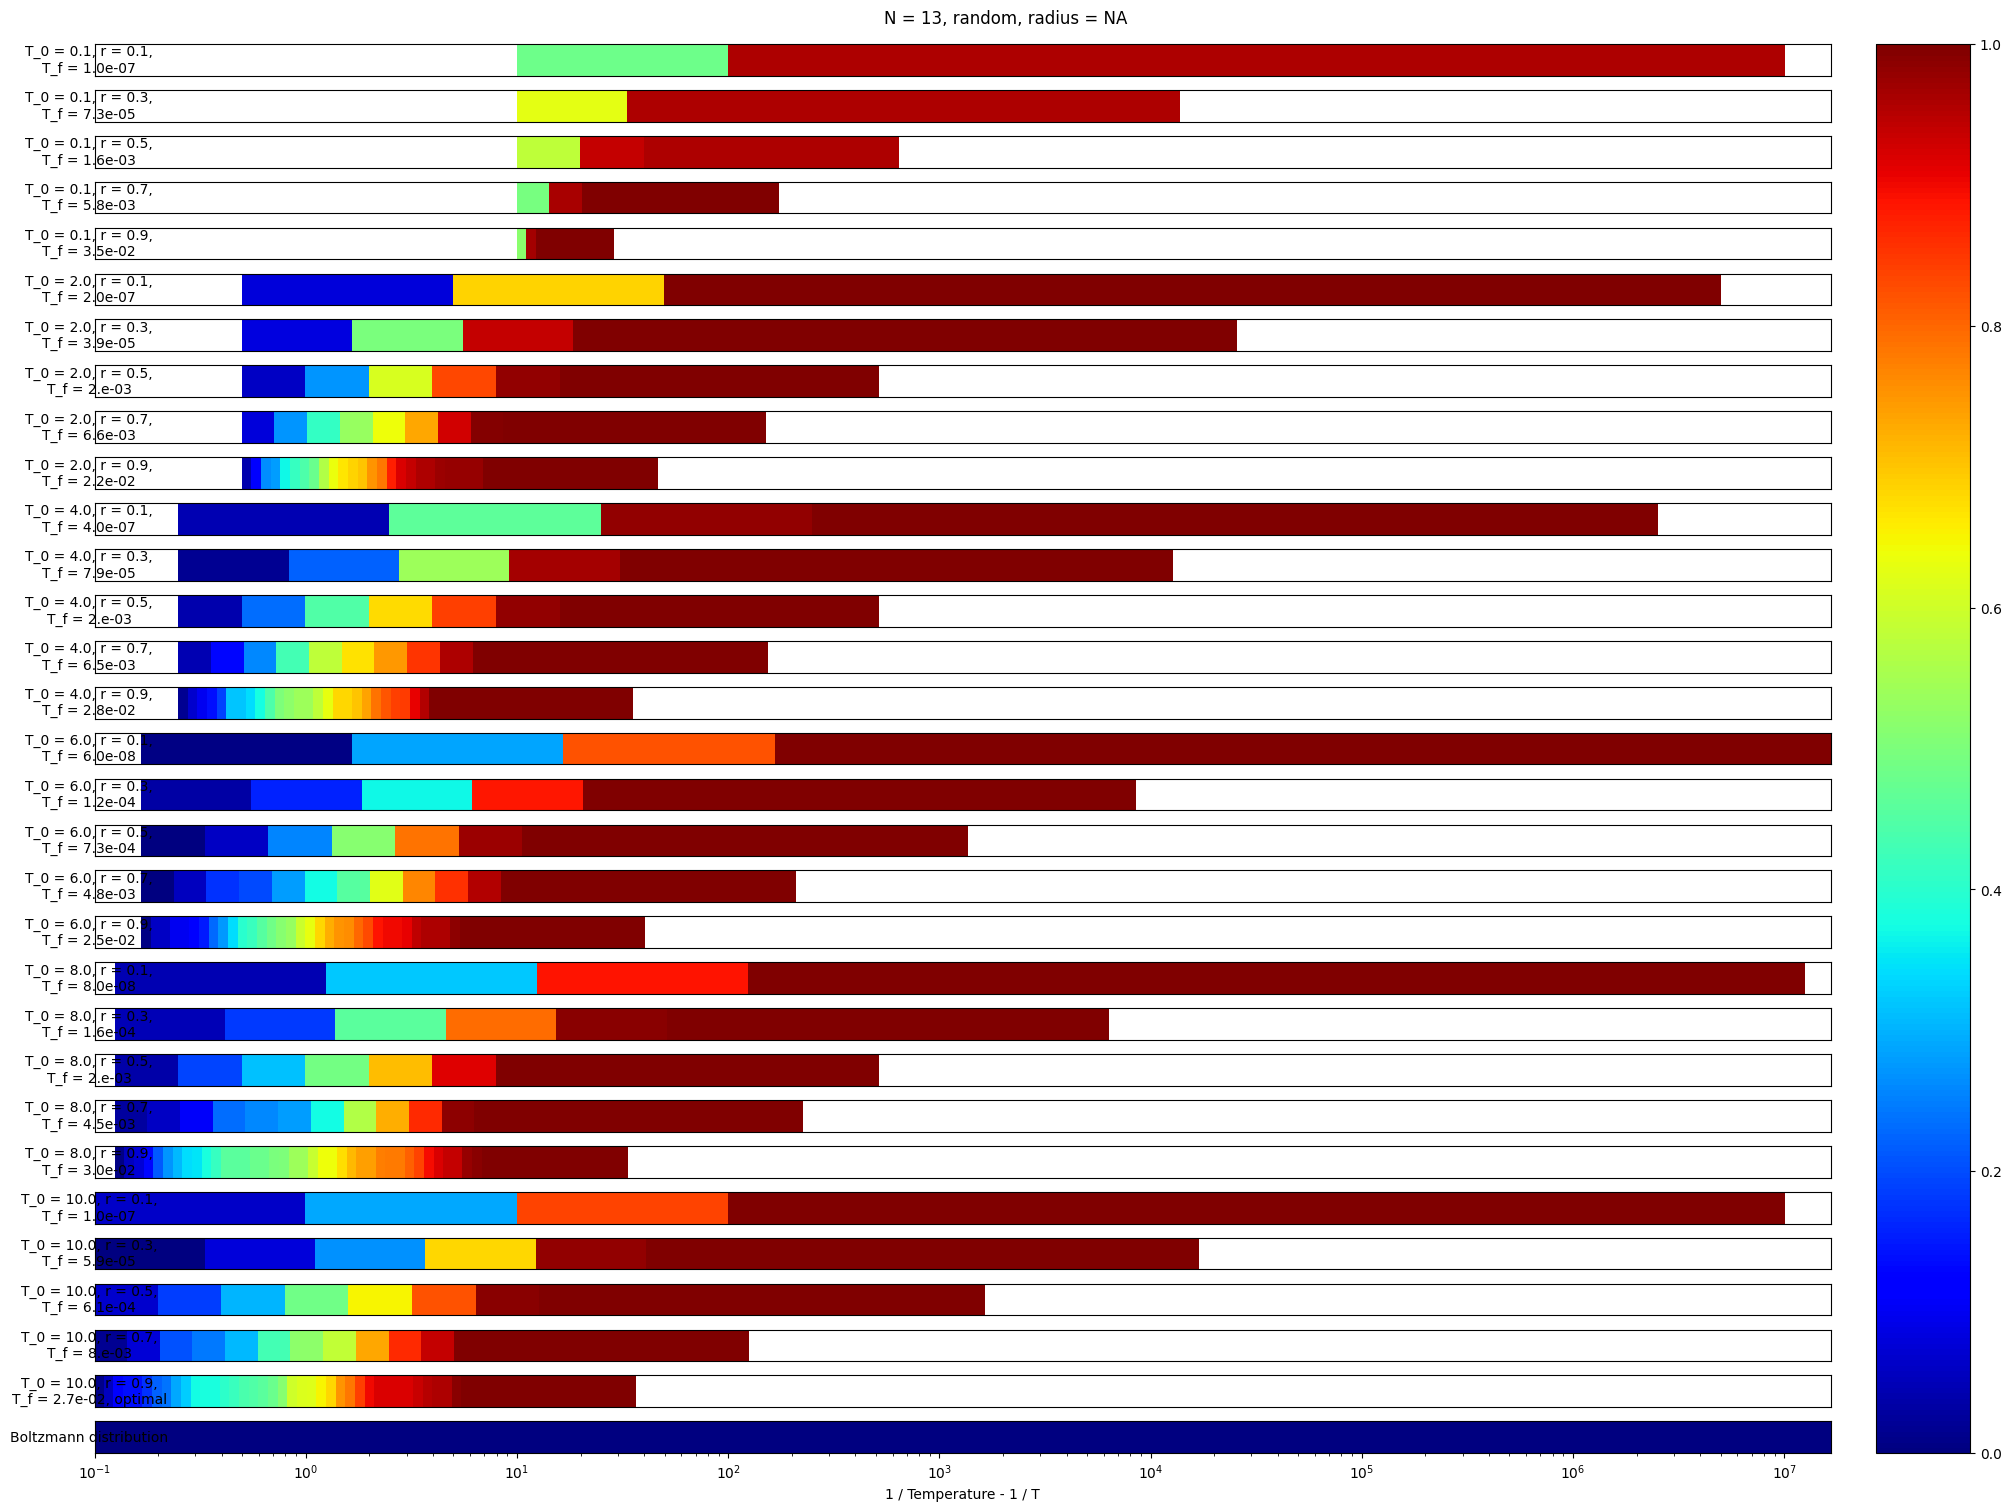 N = 13, random, radius = NA
T_0 = 0.1, r = 0.1,
T_f = 1.0e-07
T_0 = 0.1, r = 0.3,
T_f = 7.3e-05
T_0 = 0.1, r = 0.5,
T_f = 1.6e-03
T_0 = 0.1, r = 0.7,
T_f = 5.8e-03
T_0 = 0.1, r = 0.9,
T_f = 3.5e-02
T_0 = 2.0, r = 0.1,
T_f = 2.0e-07
T_0 = 2.0, r = 0.3,
T_f = 3.9e-05
T_0 = 2.0, r = 0.5,
T_f = 2.e-03
T_0 = 2.0, r = 0.7,
T_f = 6.6e-03
T_0 = 2.0, r = 0.9,
T_f = 2.2e-02
T_0 = 4.0, r = 0.1,
T_f = 4.0e-07
T_0 = 4.0, r = 0.3,
T_f = 7.9e-05
T_0 = 4.0, r = 0.5,
T_f = 2.e-03
T_0 = 4.0, r = 0.7,
T_f = 6.5e-03
T_0 = 4.0, r = 0.9,
T_f = 2.8e-02
T_0 = 6.0, r = 0.1,
T_f = 6.0e-08
T_0 = 6.0, r = 0.3,
T_f = 1.2e-04
T_0 = 6.0, r = 0.5,
T_f = 7.3e-04
T_0 = 6.0, r = 0.7,
T_f = 4.8e-03
T_0 = 6.0, r = 0.9,
T_f = 2.5e-02
T_0 = 8.0, r = 0.1,
T_f = 8.0e-08
T_0 = 8.0, r = 0.3,
T_f = 1.6e-04
T_0 = 8.0, r = 0.5,
T_f = 2.e-03
T_0 = 8.0, r = 0.7,
T_f = 4.5e-03
T_0 = 8.0, r = 0.9,
T_f = 3.0e-02
T_0 = 10.0, r = 0.1,
T_f = 1.0e-07
T_0 = 10.0, r = 0.3,
T_f = 5.9e-05
T_0 = 10.0, r = 0.5,
T_f = 6.1e-04
T_0 = 10.0, r = 0.7,
T_f = 8.e-03
T_0 = 10.0, r = 0.9,
T_f = 2.7e-02, optimal
Boltzmann distribution
10⁻¹ 10⁰ 10¹ 10² 10³ 10⁴ 10⁵ 10⁶ 10⁷
1 / Temperature - 1 / T
1.0
0.8
0.6
0.4
0.2
0.0